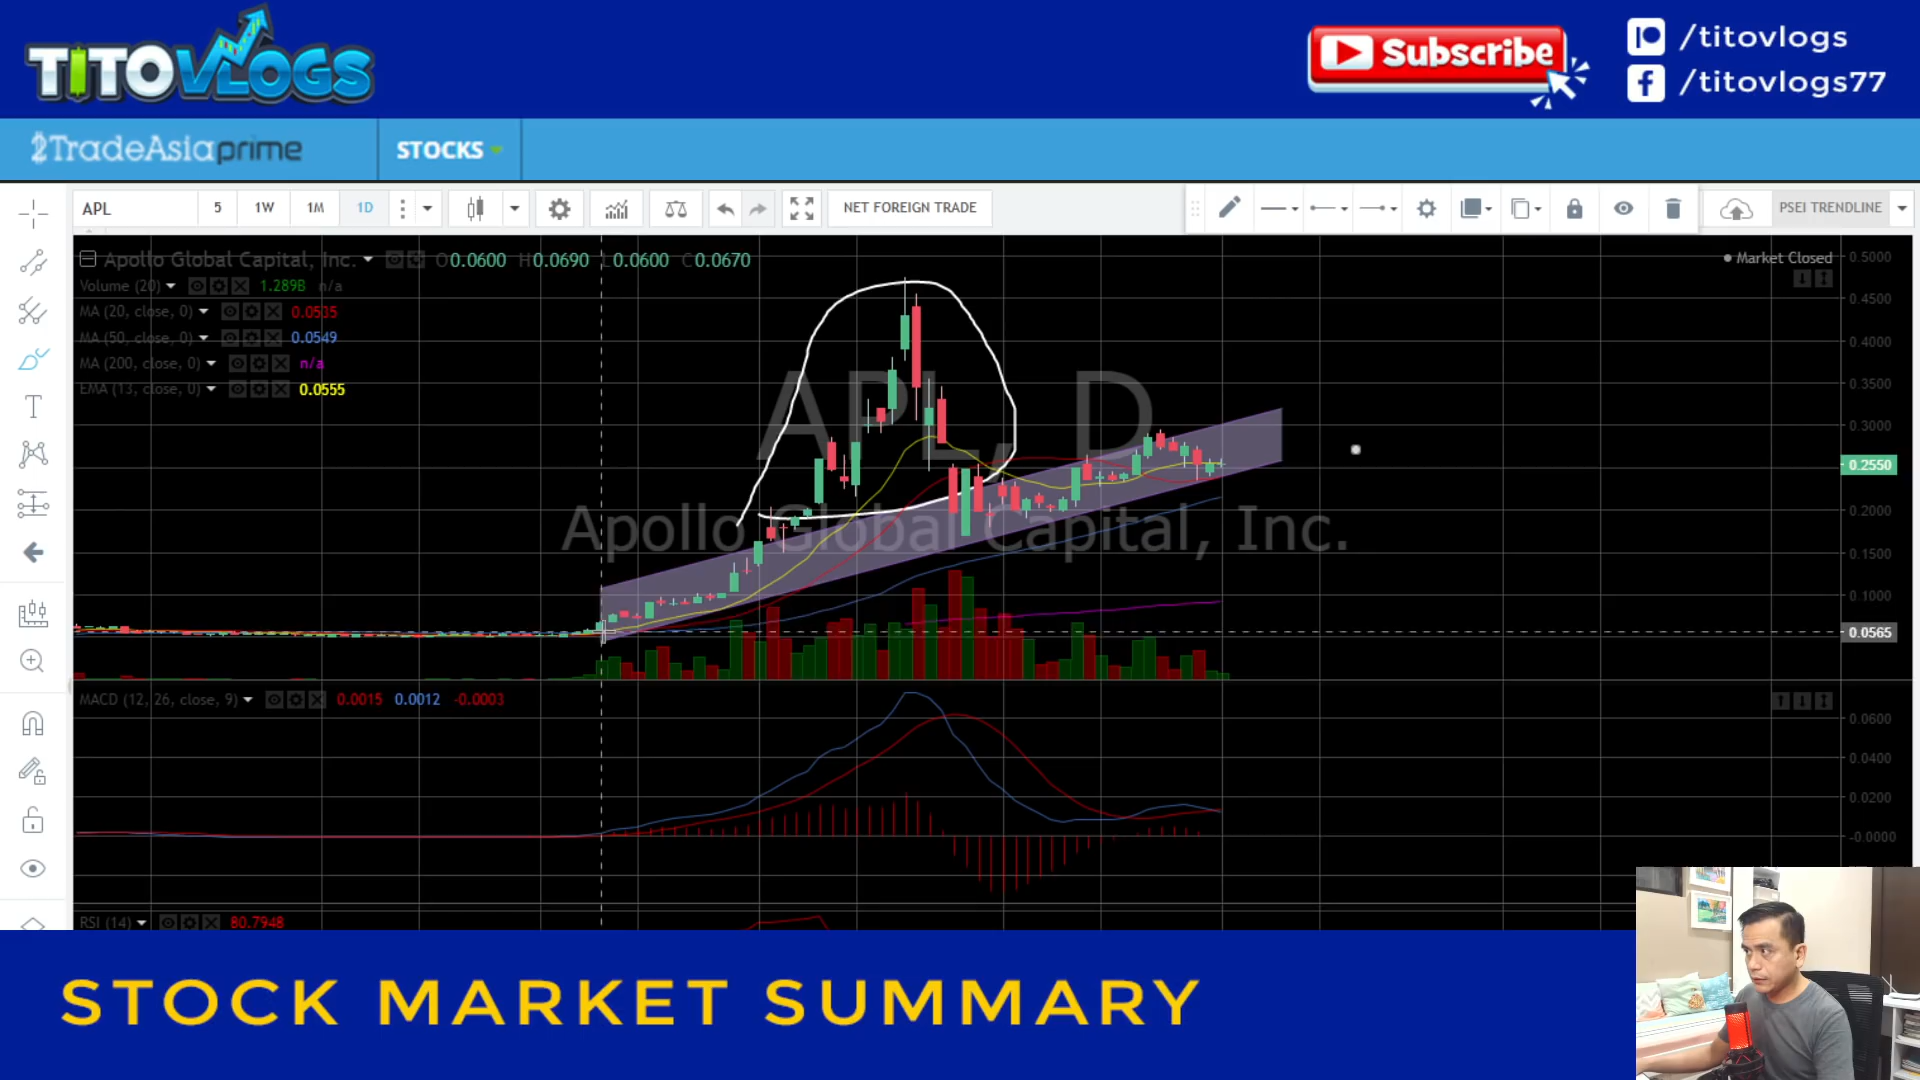 TITOVLOGS
Subscribe
/titovlogs
/titovlogs77
2TradeAsiaprime
STOCKS
APL
5
1W
1M
1D
NET FOREIGN TRADE
PSEI TRENDLINE
Apollo Global Capital, Inc.
O0.0600 H0.0690 L0.0600 C0.0670
Market Closed
Volume (20) 1.289B n/a
MA (20, close, 0) 0.0535
MA (50, close, 0) 0.0549
MA (200, close, 0) n/a
EMA (13, close, 0) 0.0555
APL, D
Apollo Global Capital, Inc.
0.5000
0.4500
0.4000
0.3500
0.3000
0.2550
0.2000
0.1500
0.1000
0.0565
MACD (12, 26, close, 9) 0.0015 0.0012 -0.0003
0.0600
0.0400
0.0200
-0.0000
RSI (14) 80.7948
STOCK MARKET SUMMARY